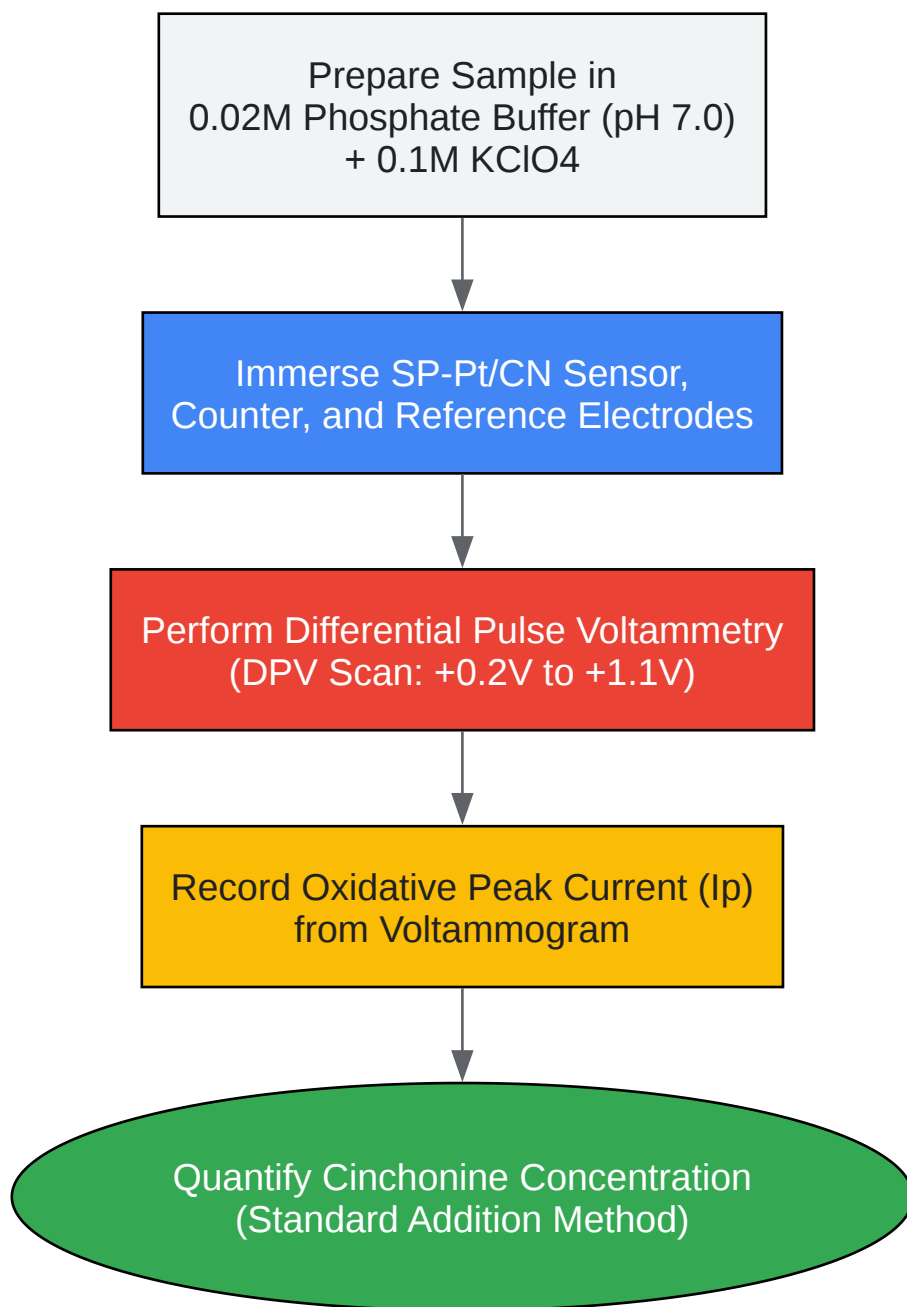 Prepare Sample in
0.02M Phosphate Buffer (pH 7.0)
+ 0.1M KClO4
Immerse SP-Pt/CN Sensor,
Counter, and Reference Electrodes
Perform Differential Pulse Voltammetry
(DPV Scan: +0.2V to +1.1V)
Record Oxidative Peak Current (Ip)
from Voltammogram
Quantify Cinchonine Concentration
(Standard Addition Method)